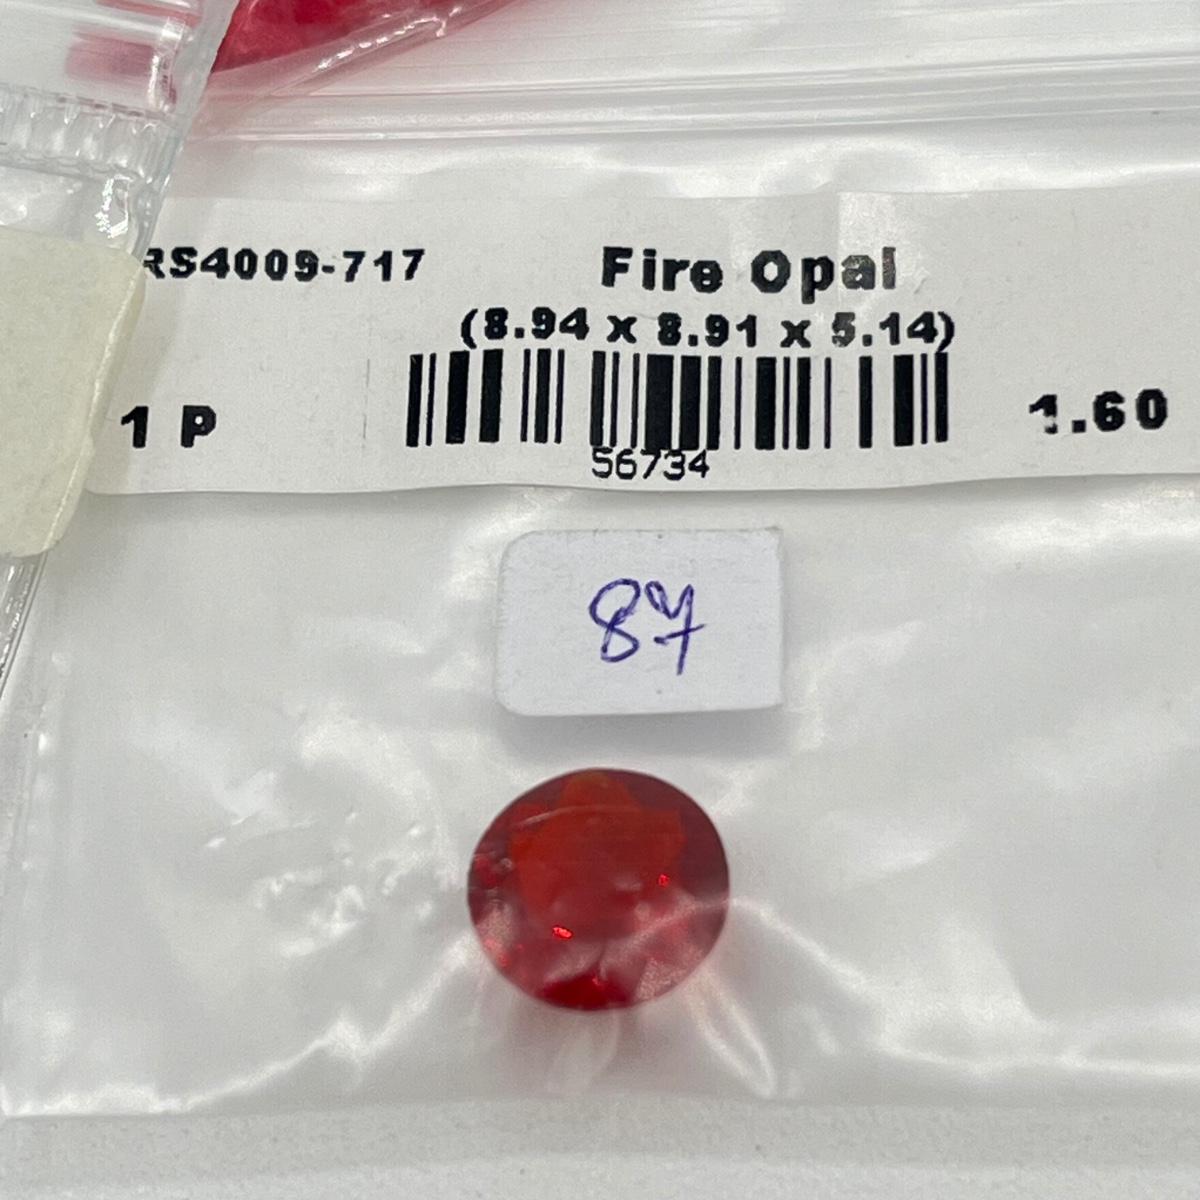 RS4009-717
Fire Opal
(8.94 x 8.91 x 5.14)
1 P
1.60
56734
87